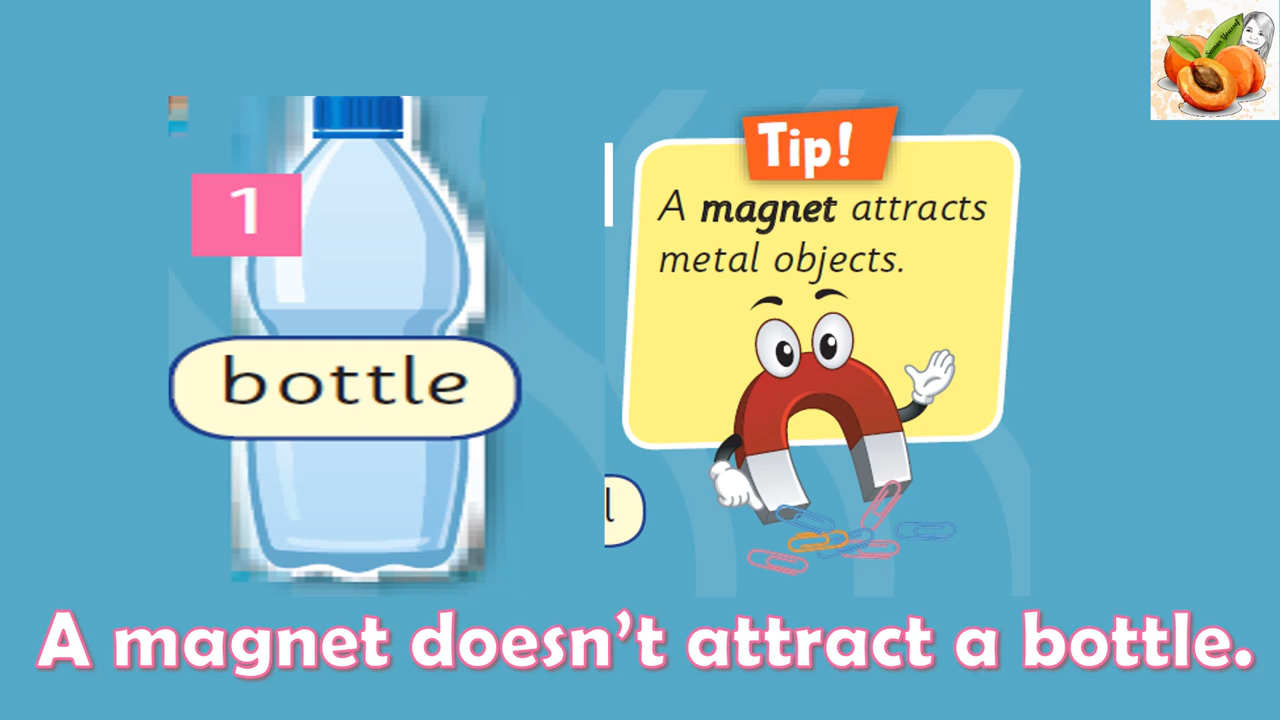 1
bottle
Tip!
A magnet attracts
metal objects.
l
A magnet doesn't attract a bottle.